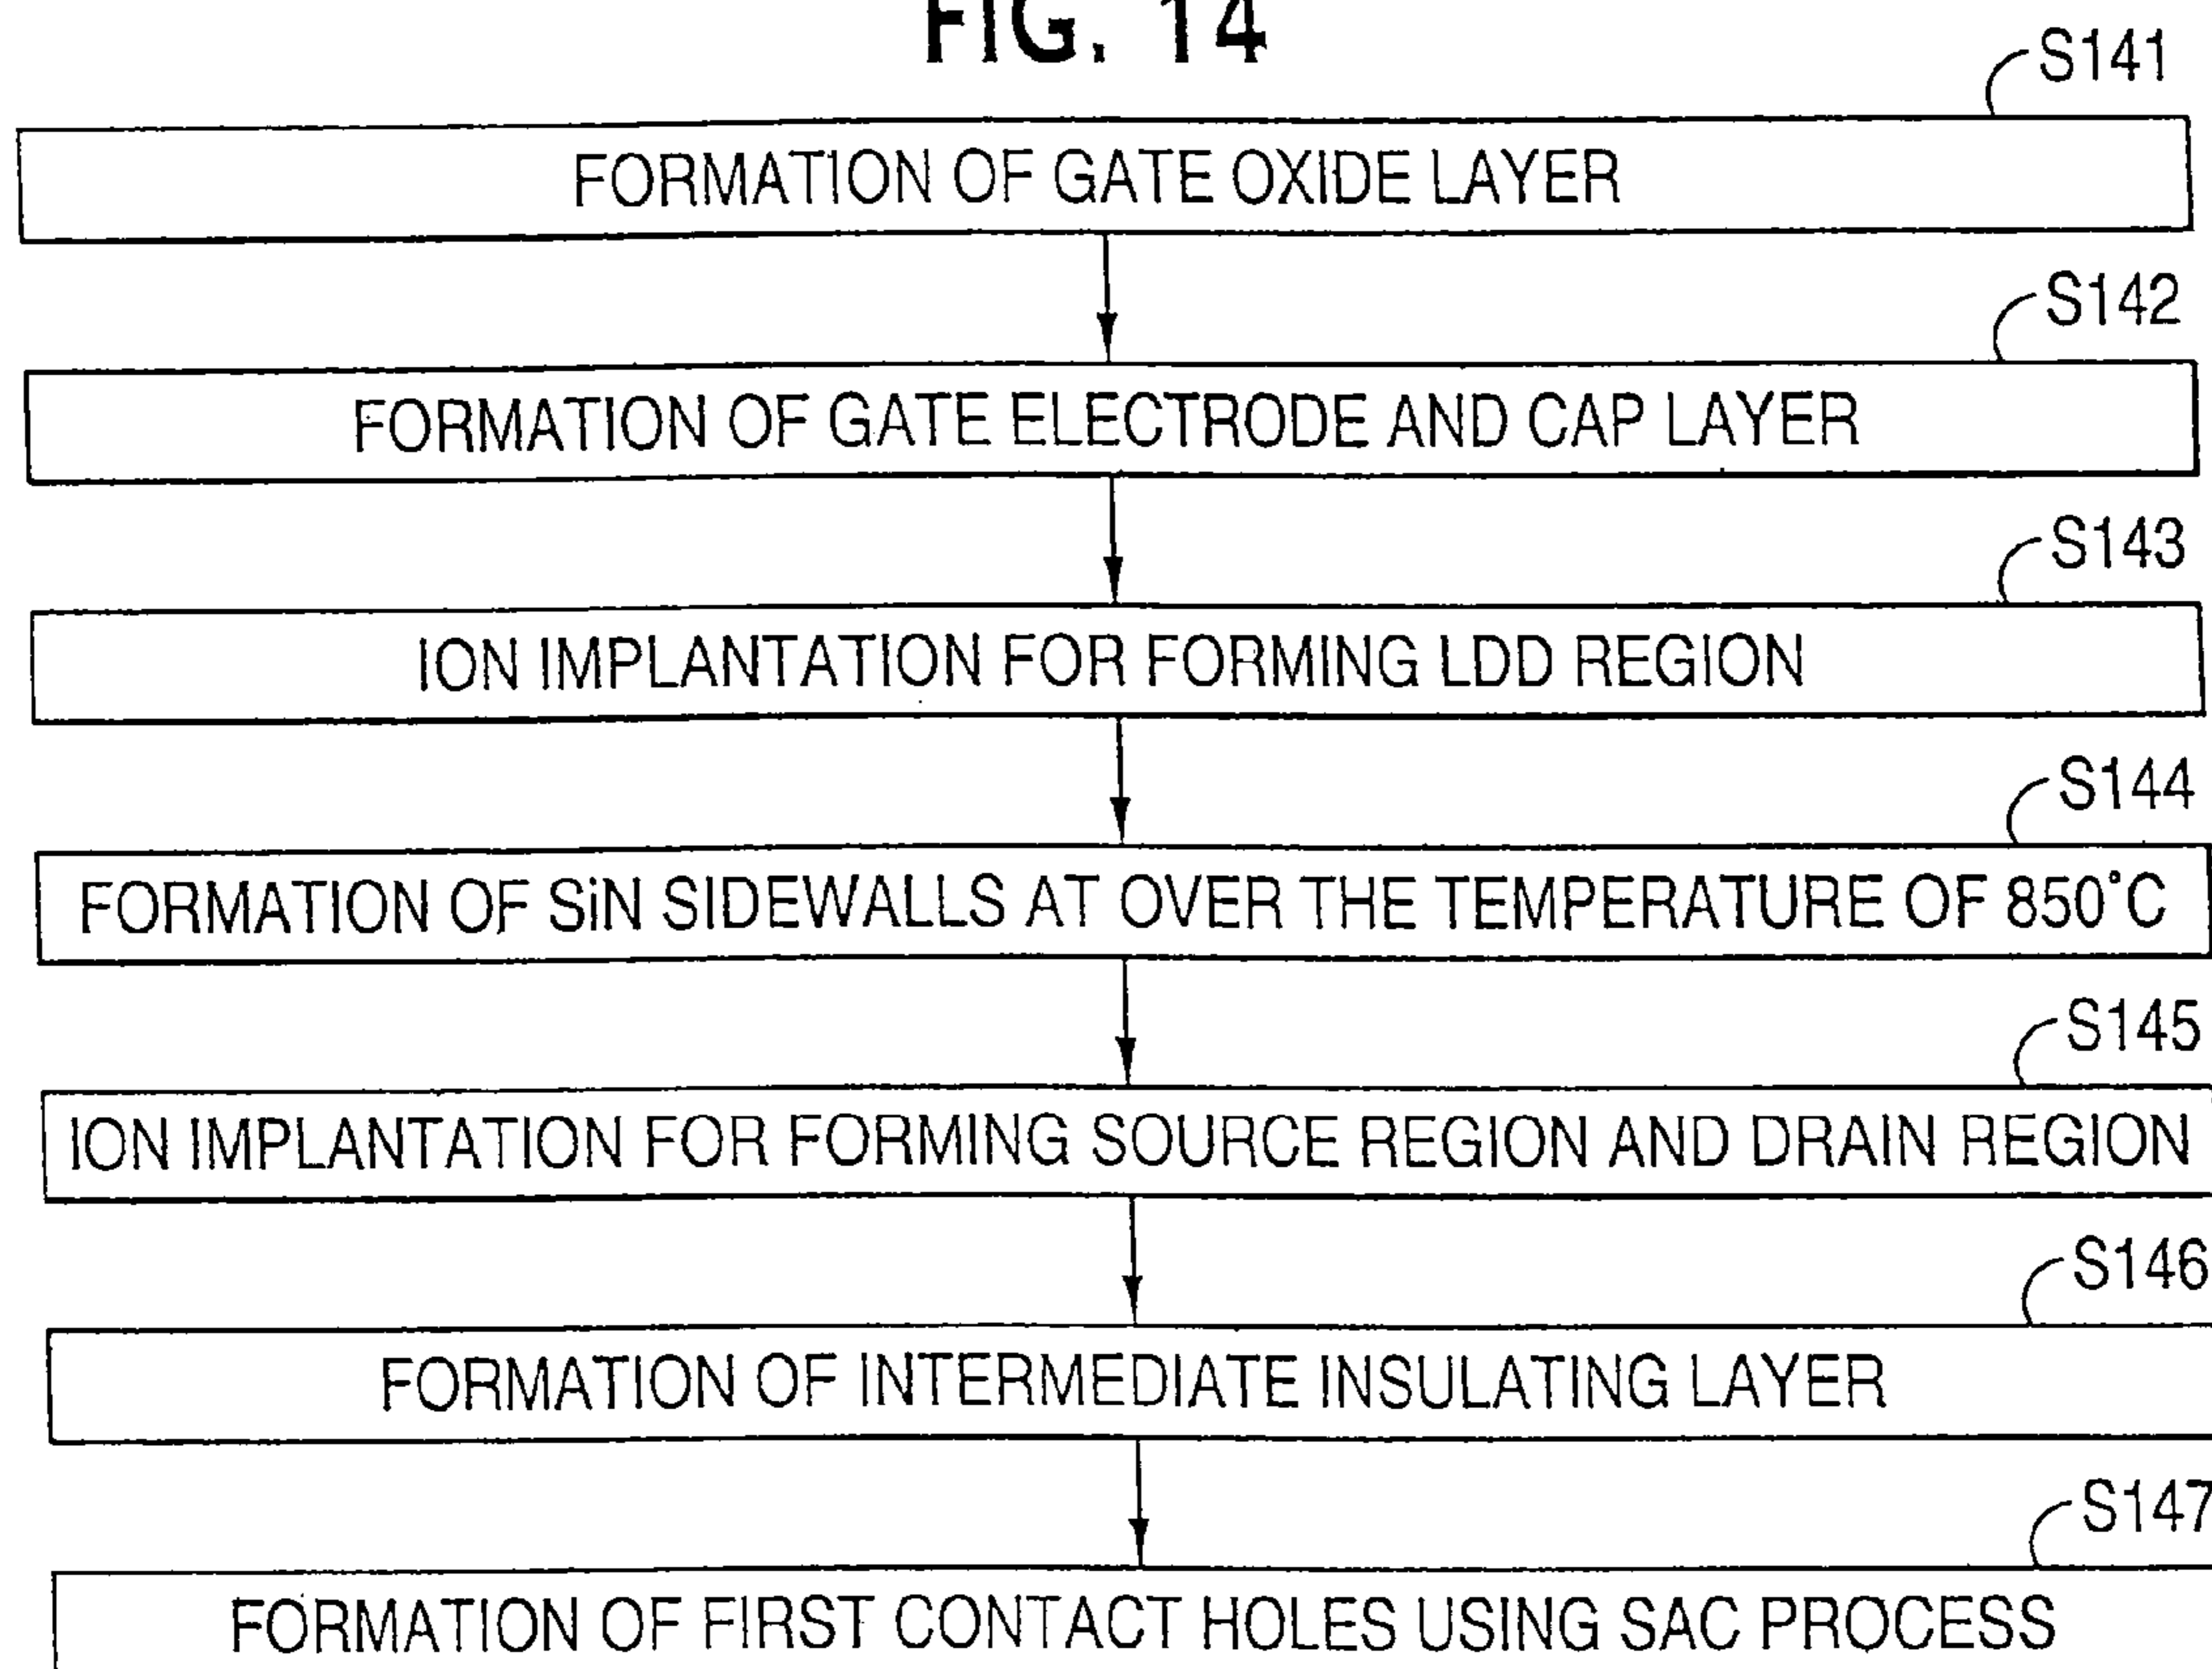 FIG. 14
S141
FORMATION OF GATE OXIDE LAYER
S142
FORMATION OF GATE ELECTRODE AND CAP LAYER
S143
ION IMPLANTATION FOR FORMING LDD REGION
S144
FORMATION OF SiN SIDEWALLS AT OVER THE TEMPERATURE OF 850°C
S145
ION IMPLANTATION FOR FORMING SOURCE REGION AND DRAIN REGION
S146
FORMATION OF INTERMEDIATE INSULATING LAYER
S147
FORMATION OF FIRST CONTACT HOLES USING SAC PROCESS